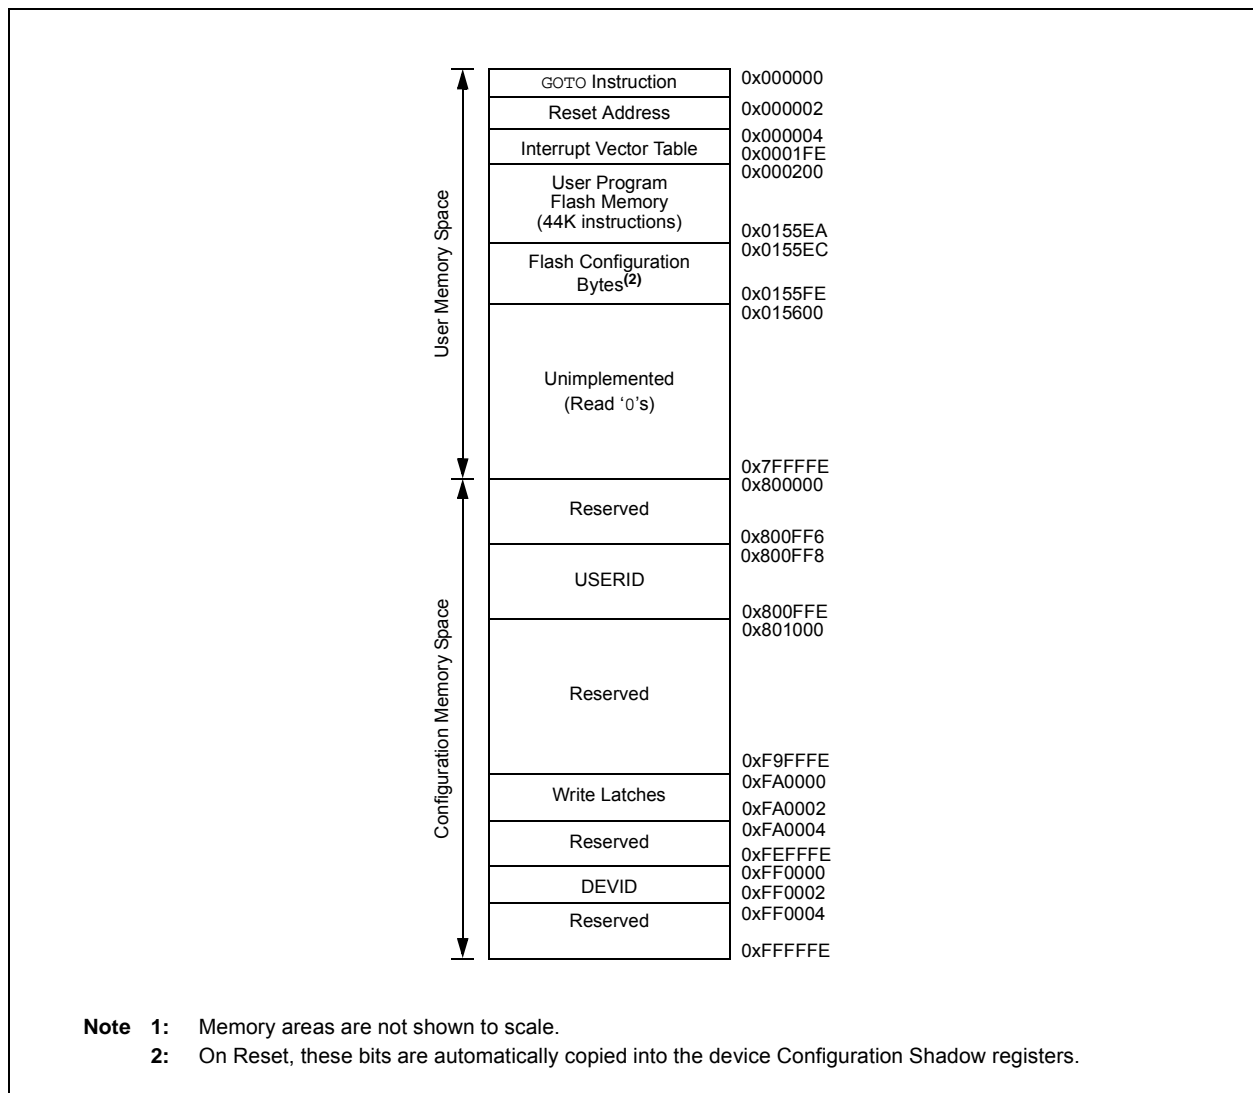 GOTO Instruction
0x000000
Reset Address
0x000002
Interrupt Vector Table
0x000004
0x0001FE
User Program
Flash Memory
(44K instructions)
0x000200
0x0155EA
Flash Configuration
Bytes(2)
0x0155EC
0x0155FE
Unimplemented
(Read ‘0’s)
0x015600
0x7FFFFE
User Memory Space
Reserved
0x800000
0x800FF6
USERID
0x800FF8
0x800FFE
Reserved
0x801000
0xF9FFFE
Write Latches
0xFA0000
0xFA0002
Reserved
0xFA0004
0xFEFFFE
DEVID
0xFF0000
0xFF0002
Reserved
0xFF0004
0xFFFFFE
Configuration Memory Space
Note 1: Memory areas are not shown to scale.
2: On Reset, these bits are automatically copied into the device Configuration Shadow registers.